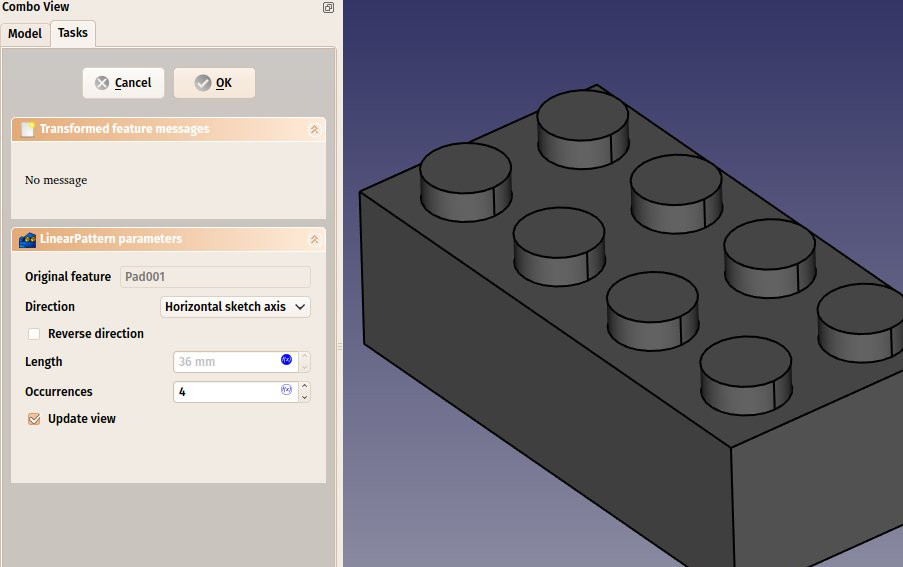 Combo View
Model Tasks
Cancel OK
Transformed feature messages
No message
LinearPattern parameters
Original feature Pad001
Direction Horizontal sketch axis
Reverse direction
Length 36 mm f(x)
Occurrences 4 f(x)
Update view